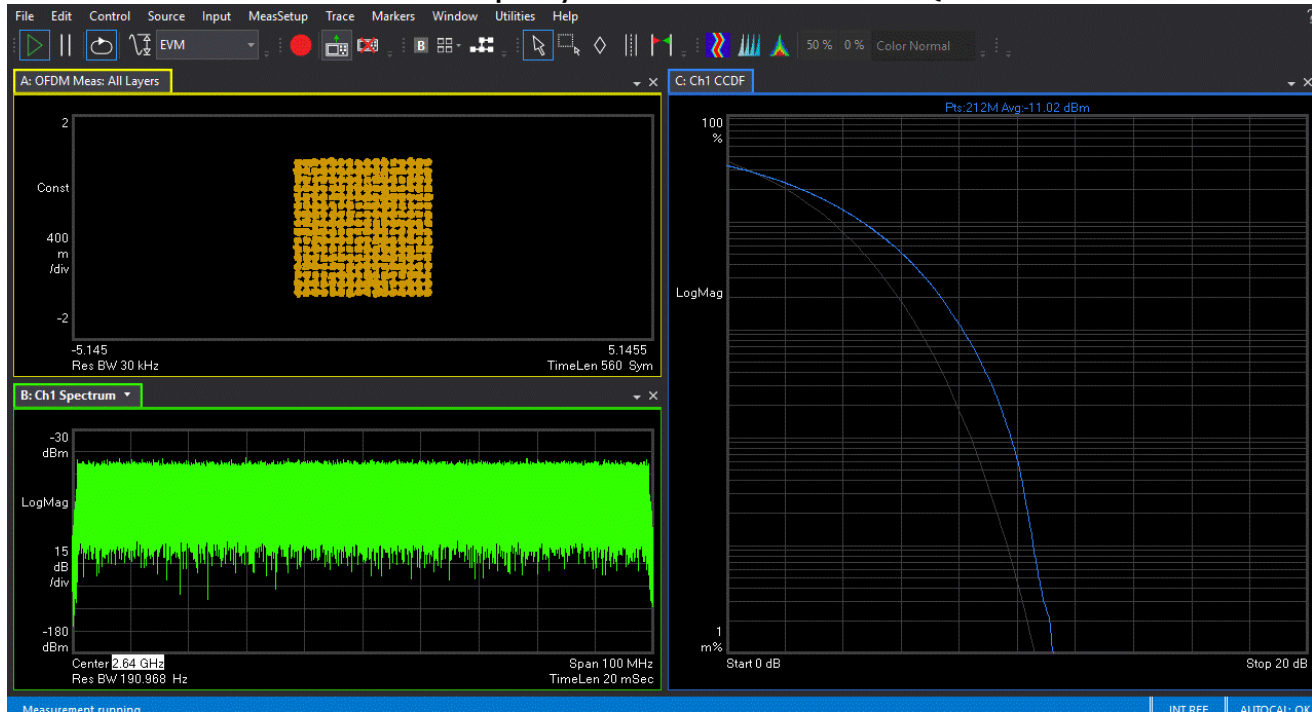 File Edit Control Source Input MeasSetup Trace Markers Window Utilities Help
EVM
B
50 % 0 % Color Normal
A: OFDM Meas: All Layers
2
Const
400
m
/div
-2
-5.145 5.1455
Res BW 30 kHz TimeLen 560 Sym
B: Ch1 Spectrum
-30
dBm
LogMag
15
dB
/div
-180
dBm
Center 2.64 GHz Span 100 MHz
Res BW 190.968 Hz TimeLen 20 mSec
C: Ch1 CCDF
Pts:212M Avg:-11.02 dBm
100
%
LogMag
1
m%
Start 0 dB Stop 20 dB
Measurement running
INT REF AUTOCAL: OK